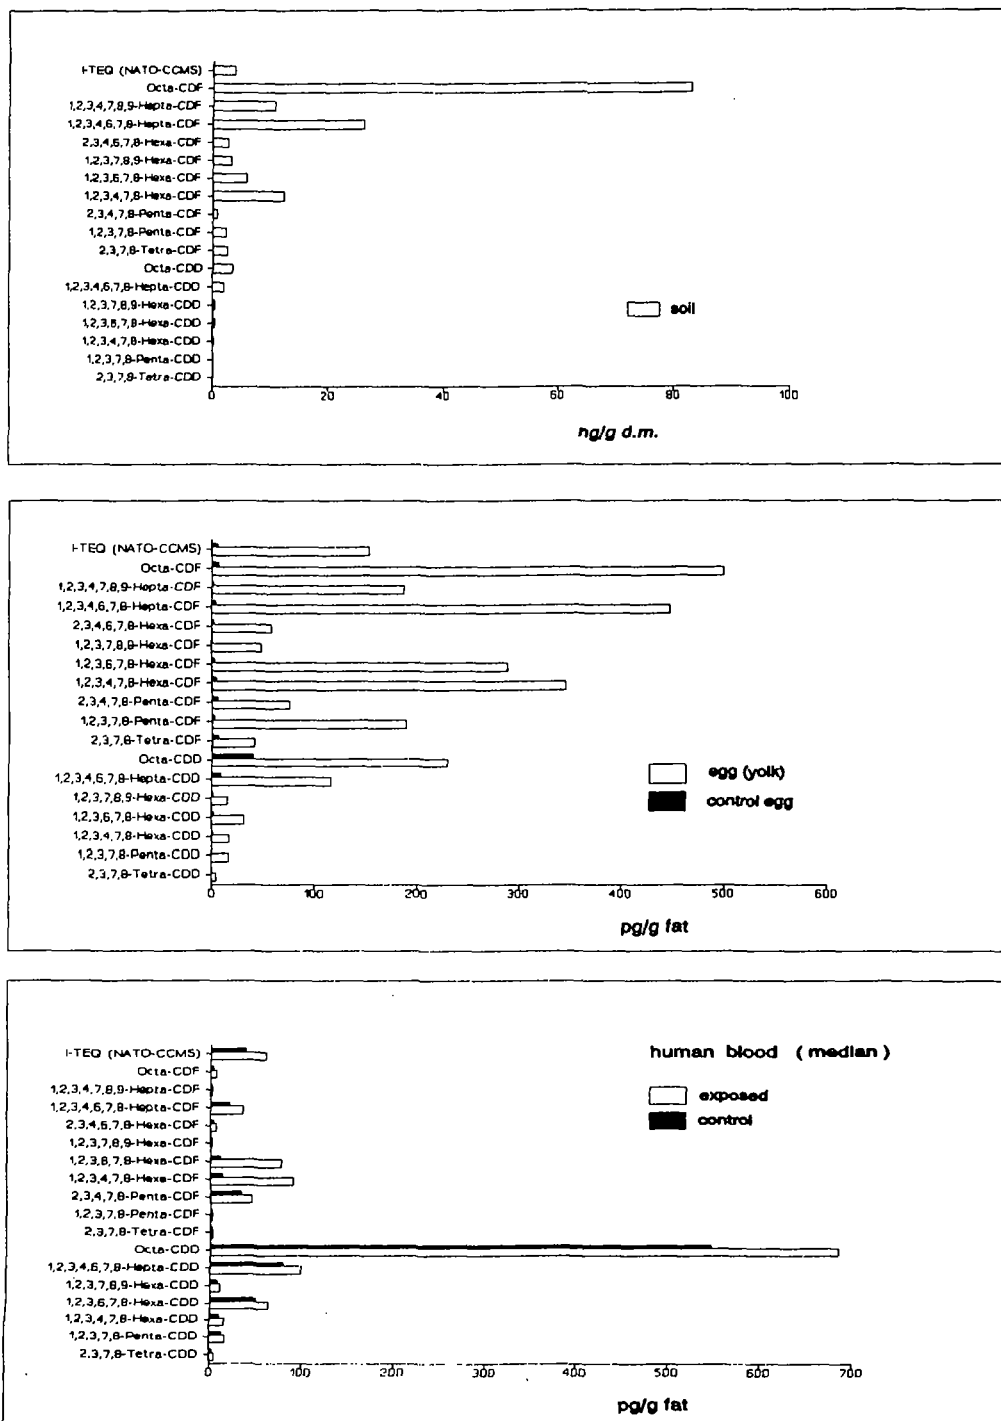 I-TEQ (NATO-CCMS)
Octa-CDF
1,2,3,4,7,8,9-Hepta-CDF
1,2,3,4,6,7,8-Hepta-CDF
2,3,4,6,7,8-Hexa-CDF
1,2,3,7,8,9-Hexa-CDF
1,2,3,6,7,8-Hexa-CDF
1,2,3,4,7,8-Hexa-CDF
2,3,4,7,8-Penta-CDF
1,2,3,7,8-Penta-CDF
2,3,7,8-Tetra-CDF
Octa-CDD
1,2,3,4,6,7,8-Hepta-CDD
1,2,3,7,8,9-Hexa-CDD
1,2,3,6,7,8-Hexa-CDD
1,2,3,4,7,8-Hexa-CDD
1,2,3,7,8-Penta-CDD
2,3,7,8-Tetra-CDD
soil
0 20 40 60 80 100
ng/g d.m.
I-TEQ (NATO-CCMS)
Octa-CDF
1,2,3,4,7,8,9-Hepta-CDF
1,2,3,4,6,7,8-Hepta-CDF
2,3,4,6,7,8-Hexa-CDF
1,2,3,7,8,9-Hexa-CDF
1,2,3,6,7,8-Hexa-CDF
1,2,3,4,7,8-Hexa-CDF
2,3,4,7,8-Penta-CDF
1,2,3,7,8-Penta-CDF
2,3,7,8-Tetra-CDF
Octa-CDD
1,2,3,4,6,7,8-Hepta-CDD
1,2,3,7,8,9-Hexa-CDD
1,2,3,6,7,8-Hexa-CDD
1,2,3,4,7,8-Hexa-CDD
1,2,3,7,8-Penta-CDD
2,3,7,8-Tetra-CDD
egg (yolk)
control egg
0 100 200 300 400 500 600
pg/g fat
I-TEQ (NATO-CCMS)
Octa-CDF
1,2,3,4,7,8,9-Hepta-CDF
1,2,3,4,6,7,8-Hepta-CDF
2,3,4,6,7,8-Hexa-CDF
1,2,3,7,8,9-Hexa-CDF
1,2,3,6,7,8-Hexa-CDF
1,2,3,4,7,8-Hexa-CDF
2,3,4,7,8-Penta-CDF
1,2,3,7,8-Penta-CDF
2,3,7,8-Tetra-CDF
Octa-CDD
1,2,3,4,6,7,8-Hepta-CDD
1,2,3,7,8,9-Hexa-CDD
1,2,3,6,7,8-Hexa-CDD
1,2,3,4,7,8-Hexa-CDD
1,2,3,7,8-Penta-CDD
2,3,7,8-Tetra-CDD
human blood ( median )
exposed
control
0 100 200 300 400 500 600 700
pg/g fat